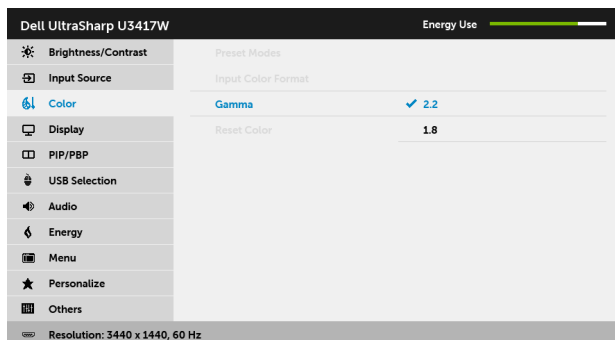 Dell UltraSharp U3417W Energy Use
Brightness/Contrast Preset Modes
Input Source Input Color Format
Color Gamma 2.2
Display Reset Color 1.8
PIP/PBP
USB Selection
Audio
Energy
Menu
Personalize
Others
Resolution: 3440 x 1440, 60 Hz